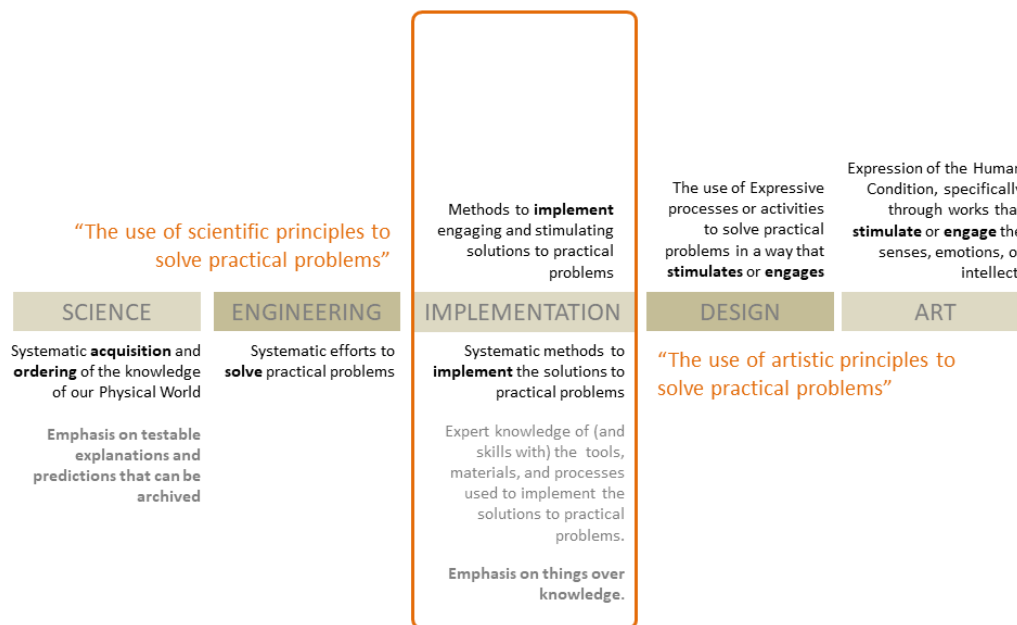 "The use of scientific principles to
solve practical problems"
Methods to implement
engaging and stimulating
solutions to practical
problems
The use of Expressive
processes or activities
to solve practical
problems in a way that
stimulates or engages
Expression of the Human
Condition, specifically
through works tha
stimulate or engage the
senses, emotions, o
intellect
SCIENCE
ENGINEERING
IMPLEMENTATION
DESIGN
ART
Systematic acquisition and
ordering of the knowledge
of our Physical World
Emphasis on testable
explanations and
predictions that can be
archived
Systematic efforts to
solve practical problems
Systematic methods to
implement the solutions to
practical problems
Expert knowledge of (and
skills with) the tools,
materials, and processes
used to implement the
solutions to practical
problems.
Emphasis on things over
knowledge.
"The use of artistic principles to
solve practical problems"